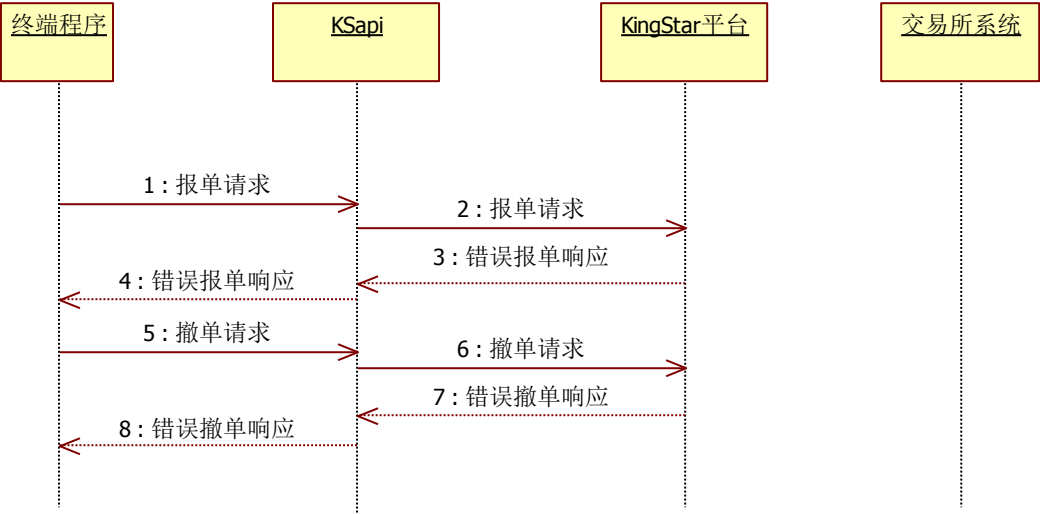 终端程序
KSapi
KingStar平台
交易所系统
1 : 报单请求
2 : 报单请求
3 : 错误报单响应
4 : 错误报单响应
5 : 撤单请求
6 : 撤单请求
7 : 错误撤单响应
8 : 错误撤单响应